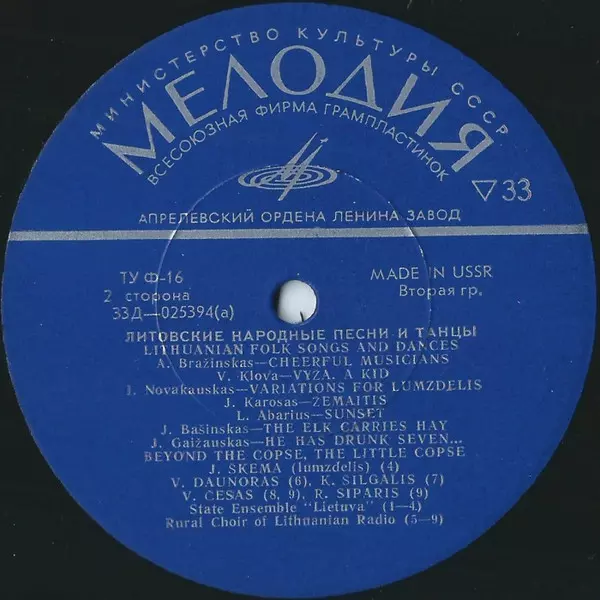 МИНИСТЕРСТВО КУЛЬТУРЫ СССР
МЕЛОДИЯ
ВСЕСОЮЗНАЯ ФИРМА ГРАМПЛАСТИНОК
33
АПРЕЛЕВСКИЙ ОРДЕНА ЛЕНИНА ЗАВОД
ТУ Ф-16
MADE IN USSR
2 сторона
Вторая гр.
33Д—025394(а)
ЛИТОВСКИЕ НАРОДНЫЕ ПЕСНИ И ТАНЦЫ
LITHUANIAN FOLK SONGS AND DANCES
A. Bražinskas—CHEERFUL MUSICIANS
V. Klova—VYZA. A KID
I. Novakauskas—VARIATIONS FOR LUMZDELIS
J. Karosas—ZEMAITIS
L. Abarius—SUNSET
J. Bašinskas—THE ELK CARRIES HAY
J. Gaižauskas—HE HAS DRUNK SEVEN...
BEYOND THE COPSE, THE LITTLE COPSE
J. SKEMA (lumzdelis) (4)
V. DAUNORAS (6), K. SILGALIS (7)
V. CESAS (8, 9), R. SIPARIS (9)
State Ensemble "Lietuva" (1—4)
Rural Choir of Lithuanian Radio (5—9)